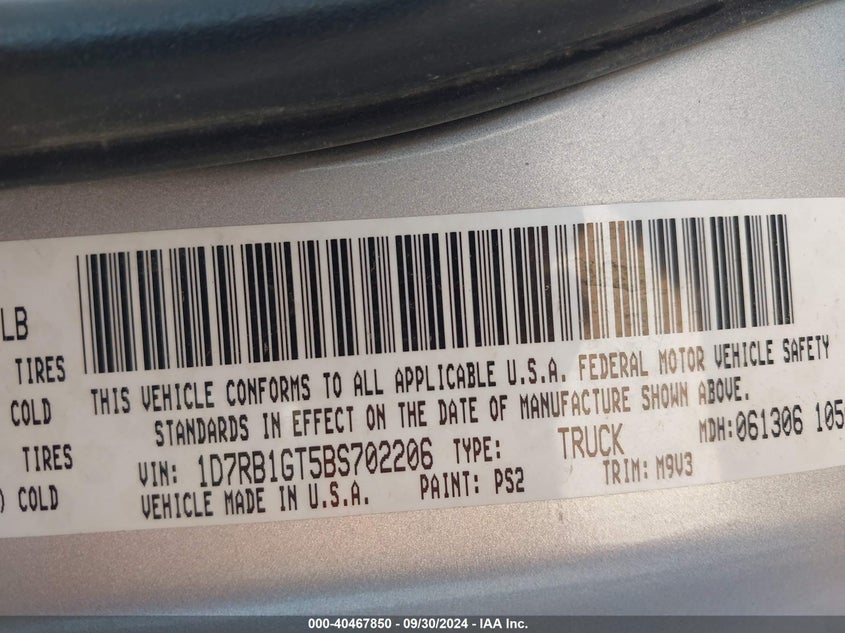 LB
TIRES
COLD
TIRES
) COLD
THIS VEHICLE CONFORMS TO ALL APPLICABLE U.S.A. FEDERAL MOTOR VEHICLE SAFETY
STANDARDS IN EFFECT ON THE DATE OF MANUFACTURE SHOWN ABOVE.
VIN: 1D7RB1GT5BS702206 TYPE: TRUCK MDH:061306 105
VEHICLE MADE IN U.S.A. PAINT: PS2 TRIM: M9V3
000-40467850 / 09/30/2024 - IAA Inc.